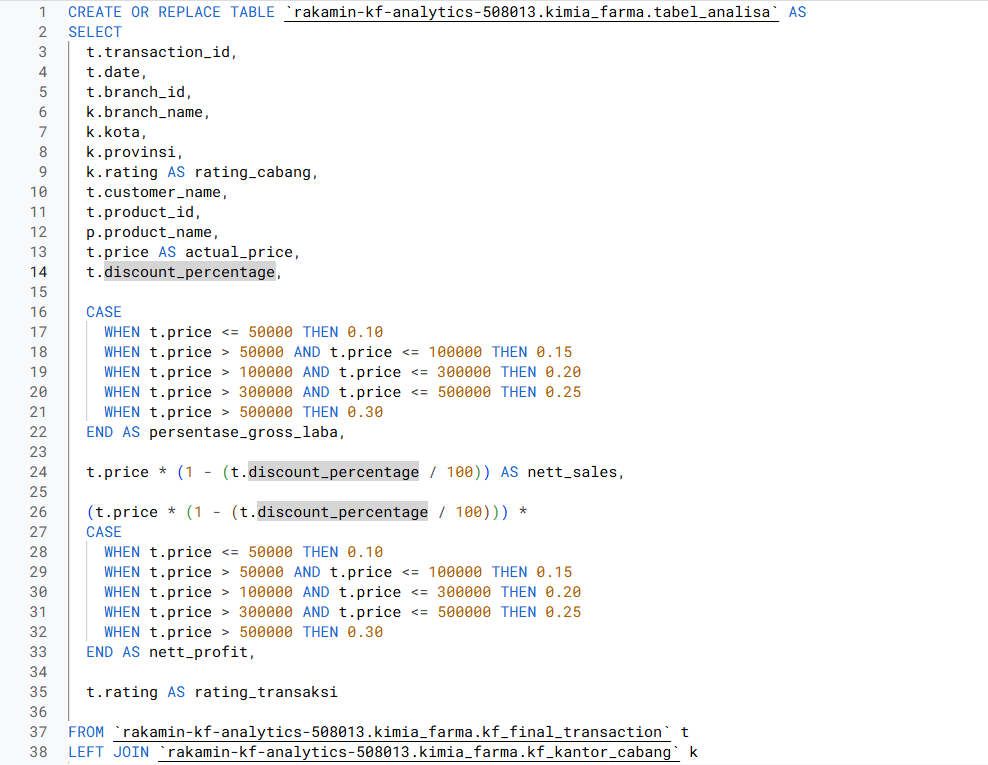 1 CREATE OR REPLACE TABLE `rakamin-kf-analytics-508013.kimia_farma.tabel_analisa` AS
2 SELECT
3 t.transaction_id,
4 t.date,
5 t.branch_id,
6 k.branch_name,
7 k.kota,
8 k.provinsi,
9 k.rating AS rating_cabang,
10 t.customer_name,
11 t.product_id,
12 p.product_name,
13 t.price AS actual_price,
14 t.discount_percentage,
15
16 CASE
17 WHEN t.price <= 50000 THEN 0.10
18 WHEN t.price > 50000 AND t.price <= 100000 THEN 0.15
19 WHEN t.price > 100000 AND t.price <= 300000 THEN 0.20
20 WHEN t.price > 300000 AND t.price <= 500000 THEN 0.25
21 WHEN t.price > 500000 THEN 0.30
22 END AS persentase_gross_laba,
23
24 t.price * (1 - (t.discount_percentage / 100)) AS nett_sales,
25
26 (t.price * (1 - (t.discount_percentage / 100))) *
27 CASE
28 WHEN t.price <= 50000 THEN 0.10
29 WHEN t.price > 50000 AND t.price <= 100000 THEN 0.15
30 WHEN t.price > 100000 AND t.price <= 300000 THEN 0.20
31 WHEN t.price > 300000 AND t.price <= 500000 THEN 0.25
32 WHEN t.price > 500000 THEN 0.30
33 END AS nett_profit,
34
35 t.rating AS rating_transaksi
36
37 FROM `rakamin-kf-analytics-508013.kimia_farma.kf_final_transaction` t
38 LEFT JOIN `rakamin-kf-analytics-508013.kimia_farma.kf_kantor_cabang` k